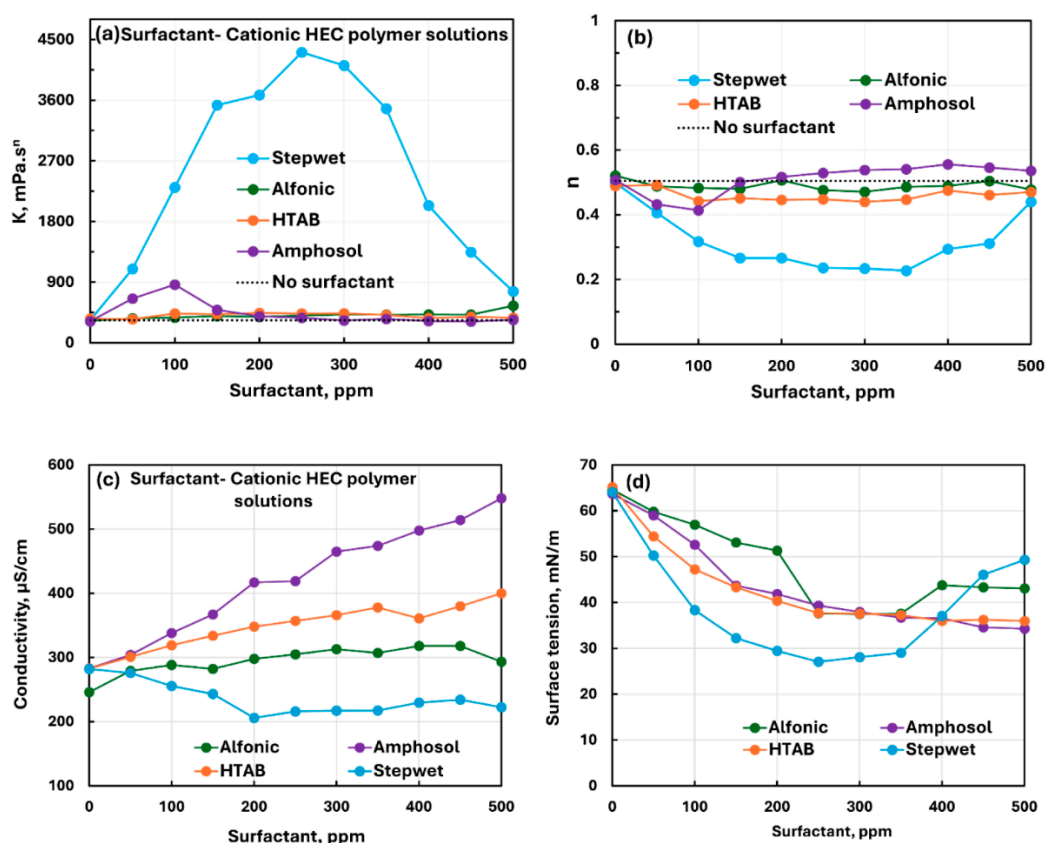 (a) Surfactant- Cationic HEC polymer solutions
4500
3600
2700
1800
900
0
K, mPa.sⁿ
Stepwet
Alfonic
HTAB
Amphosol
No surfactant
0 100 200 300 400 500
Surfactant, ppm
(b)
1
0.8
0.6
0.4
0.2
0
n
Stepwet Alfonic
HTAB Amphosol
No surfactant
0 100 200 300 400 500
Surfactant, ppm
(c) Surfactant- Cationic HEC polymer
solutions
600
500
400
300
200
100
Conductivity, µS/cm
Alfonic Amphosol
HTAB Stepwet
0 100 200 300 400 500
Surfactant, ppm
(d)
70
60
50
40
30
20
10
0
Surface tension, mN/m
Alfonic Amphosol
HTAB Stepwet
0 100 200 300 400 500
Surfactant, ppm